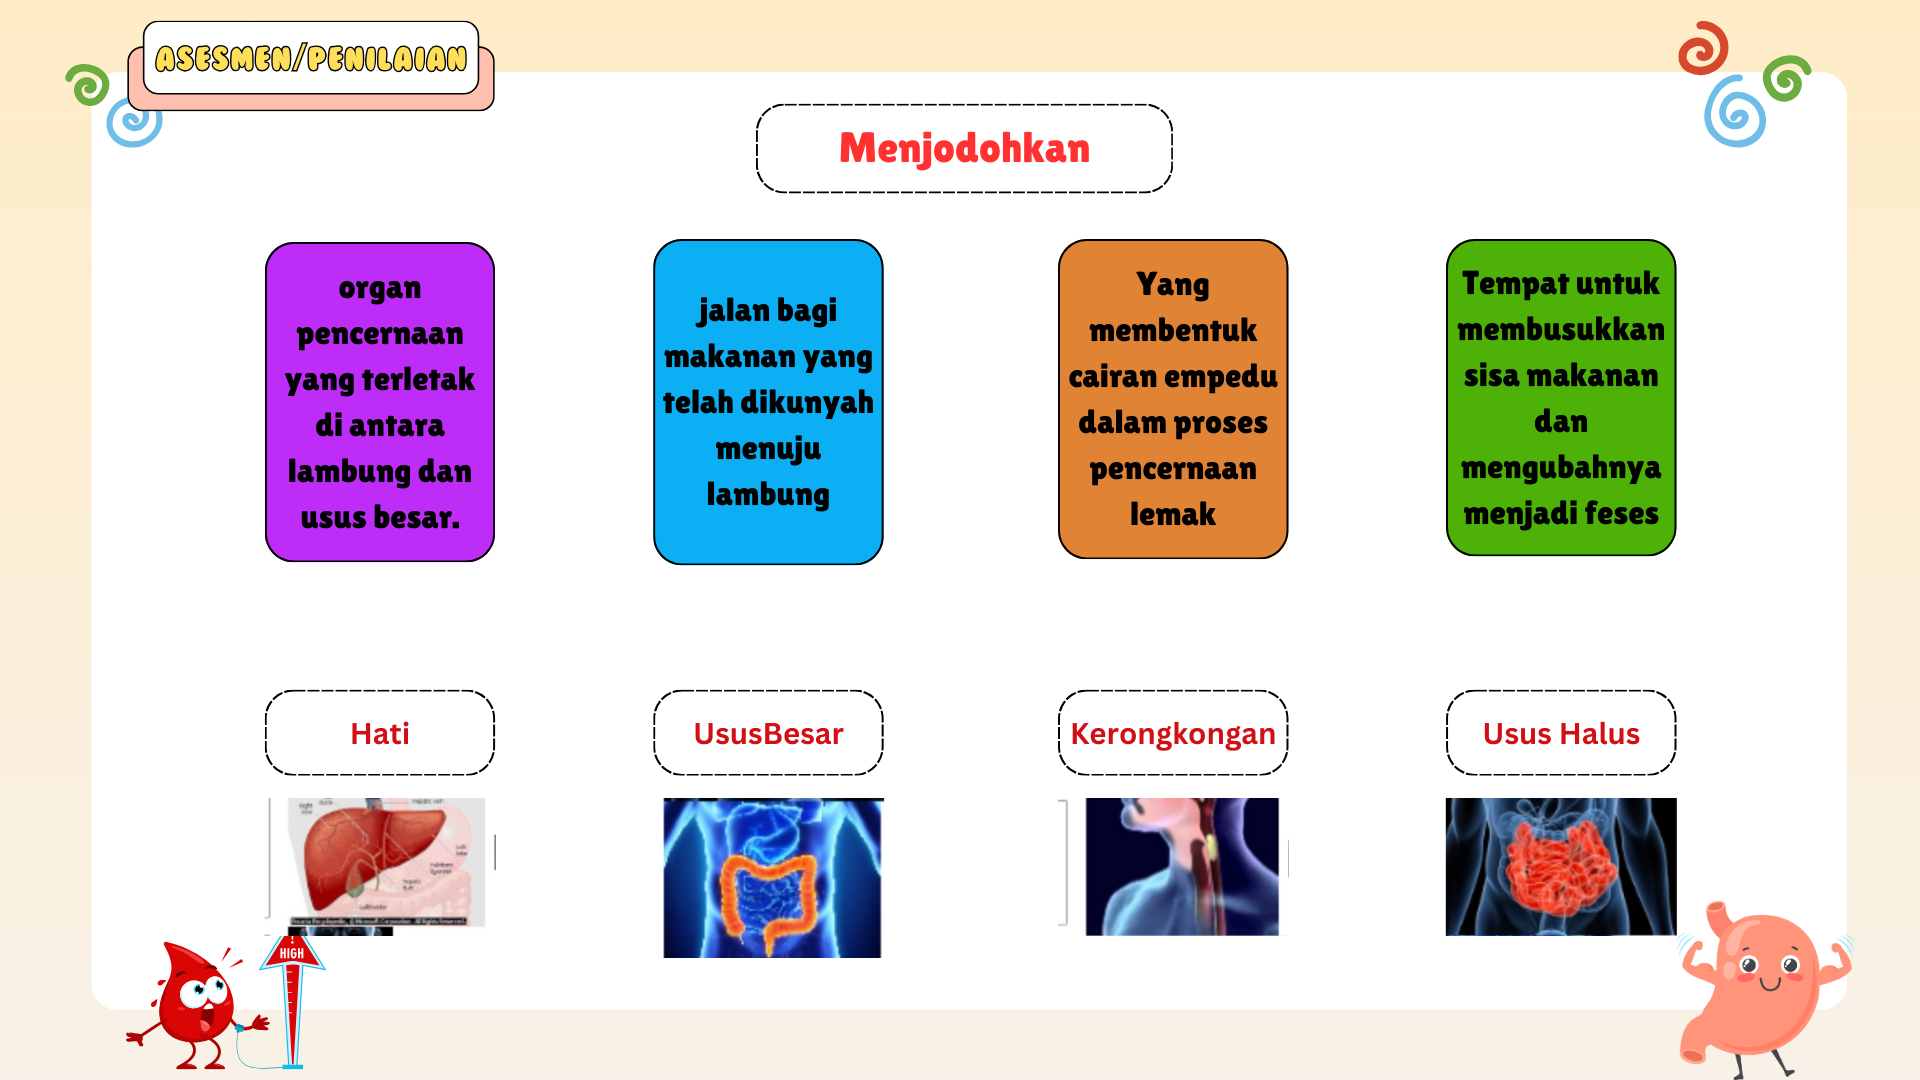 ASESMEN/PENILAIAN
Menjodohkan
organ
pencernaan
yang terletak
di antara
lambung dan
usus besar.
jalan bagi
makanan yang
telah dikunyah
menuju
lambung
Yang
membentuk
cairan empedu
dalam proses
pencernaan
lemak
Tempat untuk
membusukkan
sisa makanan
dan
mengubahnya
menjadi feses
Hati
UsusBesar
Kerongkongan
Usus Halus
HIGH